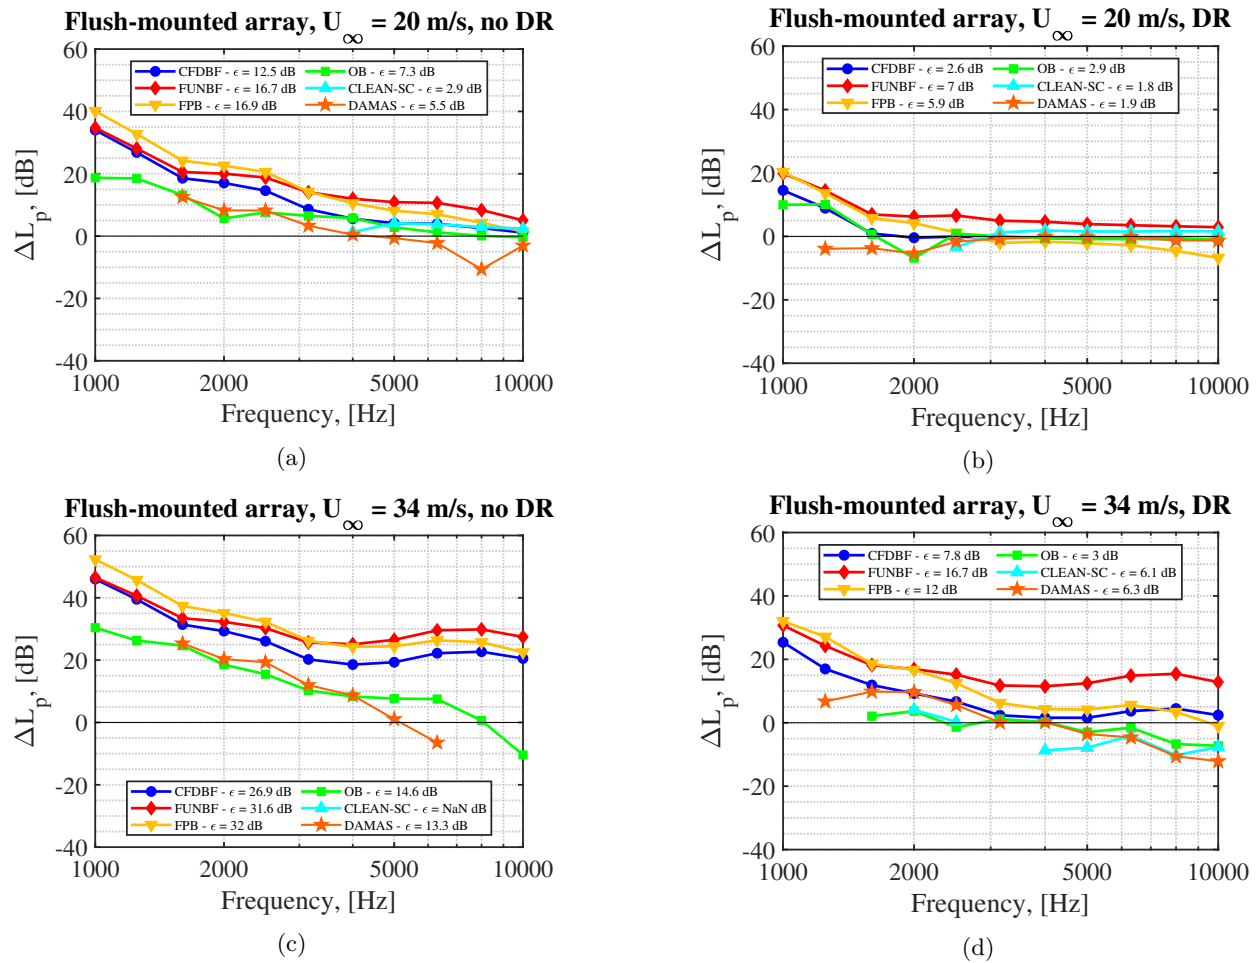 Flush-mounted array, U∞ = 20 m/s, no DR
60
40
20
0
-20
-40
ΔLp, [dB]
CFDBF - ϵ = 12.5 dB
FUNBF - ϵ = 16.7 dB
FPB - ϵ = 16.9 dB
OB - ϵ = 7.3 dB
CLEAN-SC - ϵ = 2.9 dB
DAMAS - ϵ = 5.5 dB
1000 2000 5000 10000
Frequency, [Hz]
(a)
Flush-mounted array, U∞ = 20 m/s, DR
60
40
20
0
-20
-40
ΔLp, [dB]
CFDBF - ϵ = 2.6 dB
FUNBF - ϵ = 7 dB
FPB - ϵ = 5.9 dB
OB - ϵ = 2.9 dB
CLEAN-SC - ϵ = 1.8 dB
DAMAS - ϵ = 1.9 dB
1000 2000 5000 10000
Frequency, [Hz]
(b)
Flush-mounted array, U∞ = 34 m/s, no DR
60
40
20
0
-20
-40
ΔLp, [dB]
CFDBF - ϵ = 26.9 dB
FUNBF - ϵ = 31.6 dB
FPB - ϵ = 32 dB
OB - ϵ = 14.6 dB
CLEAN-SC - ϵ = NaN dB
DAMAS - ϵ = 13.3 dB
1000 2000 5000 10000
Frequency, [Hz]
(c)
Flush-mounted array, U∞ = 34 m/s, DR
60
40
20
0
-20
-40
ΔLp, [dB]
CFDBF - ϵ = 7.8 dB
FUNBF - ϵ = 16.7 dB
FPB - ϵ = 12 dB
OB - ϵ = 3 dB
CLEAN-SC - ϵ = 6.1 dB
DAMAS - ϵ = 6.3 dB
1000 2000 5000 10000
Frequency, [Hz]
(d)